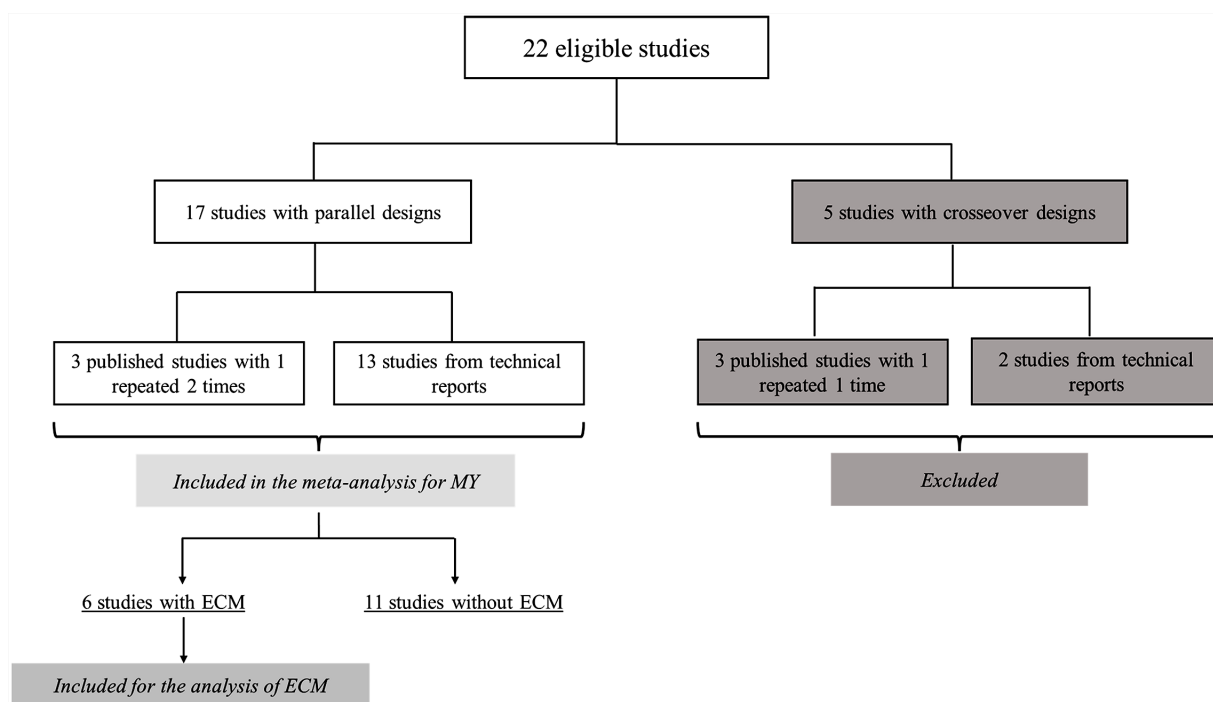 22 eligible studies
17 studies with parallel designs
5 studies with crosseover designs
3 published studies with 1
repeated 2 times
13 studies from technical
reports
3 published studies with 1
repeated 1 time
2 studies from technical
reports
Included in the meta-analysis for MY
Excluded
6 studies with ECM
11 studies without ECM
Included for the analysis of ECM